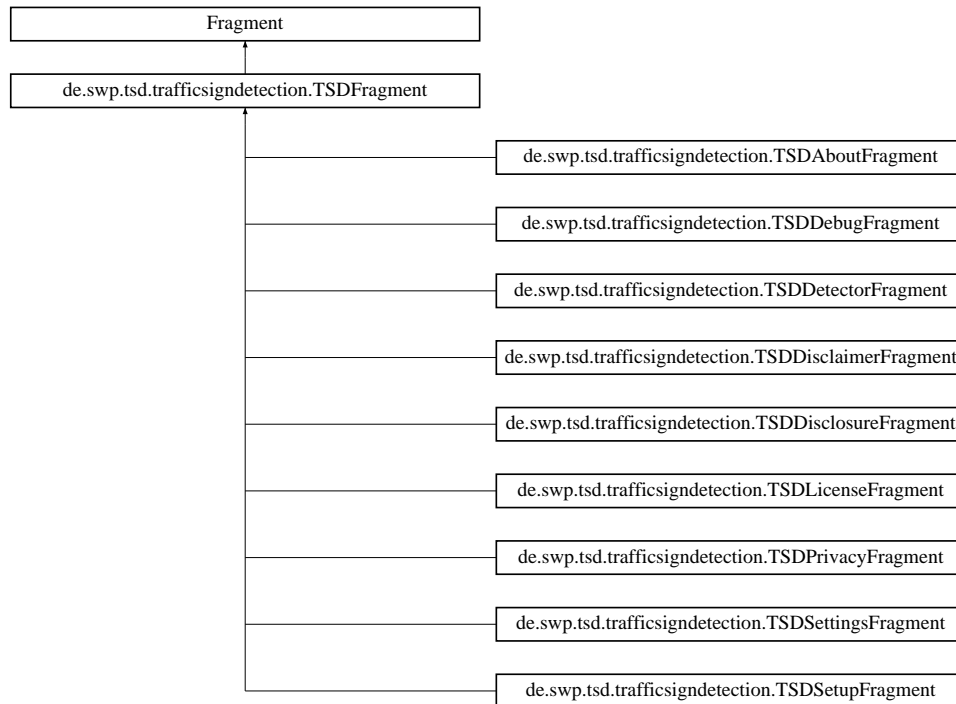 Fragment
de.swp.tsd.trafficsigndetection.TSDFragment
de.swp.tsd.trafficsigndetection.TSDAboutFragment
de.swp.tsd.trafficsigndetection.TSDDebugFragment
de.swp.tsd.trafficsigndetection.TSDDetectorFragment
de.swp.tsd.trafficsigndetection.TSDDisclaimerFragment
de.swp.tsd.trafficsigndetection.TSDDisclosureFragment
de.swp.tsd.trafficsigndetection.TSDLicenseFragment
de.swp.tsd.trafficsigndetection.TSDPrivacyFragment
de.swp.tsd.trafficsigndetection.TSDSettingsFragment
de.swp.tsd.trafficsigndetection.TSDSetupFragment